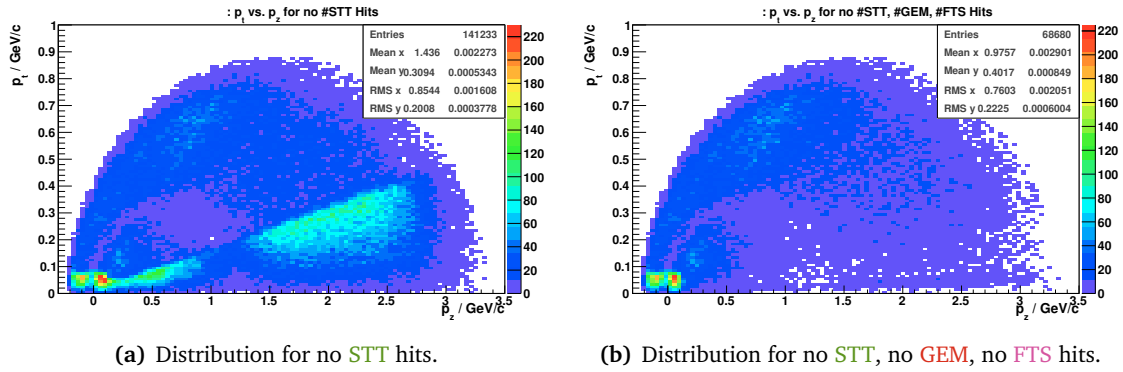 : pt vs. pz for no #STT Hits
pt / GeV/c
1
0.9
0.8
0.7
0.6
0.5
0.4
0.3
0.2
0.1
0
0 0.5 1 1.5 2 2.5 3 3.5
pz / GeV/c
Entries 141233
Mean x 1.436 0.002273
Mean y 0.3094 0.0005343
RMS x 0.8544 0.001608
RMS y 0.2008 0.0003778
220
200
180
160
140
120
100
80
60
40
20
0
(a) Distribution for no STT hits.
: pt vs. pz for no #STT, #GEM, #FTS Hits
pt / GeV/c
1
0.9
0.8
0.7
0.6
0.5
0.4
0.3
0.2
0.1
0
0 0.5 1 1.5 2 2.5 3 3.5
pz / GeV/c
Entries 68680
Mean x 0.9757 0.002901
Mean y 0.4017 0.000849
RMS x 0.7603 0.002051
RMS y 0.2225 0.0006004
220
200
180
160
140
120
100
80
60
40
20
0
(b) Distribution for no STT, no GEM, no FTS hits.